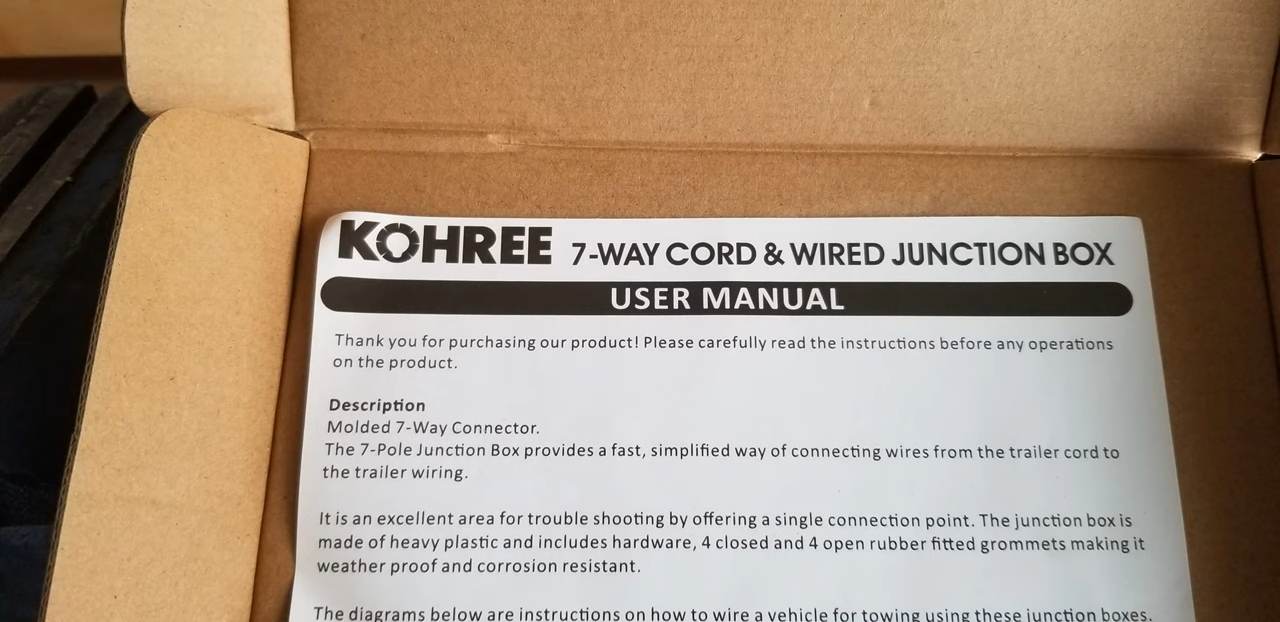 KOHREE 7-WAY CORD & WIRED JUNCTION BOX
USER MANUAL
Thank you for purchasing our product! Please carefully read the instructions before any operations
on the product.
Description
Molded 7-Way Connector.
The 7-Pole Junction Box provides a fast, simplified way of connecting wires from the trailer cord to
the trailer wiring.
It is an excellent area for trouble shooting by offering a single connection point. The junction box is
made of heavy plastic and includes hardware, 4 closed and 4 open rubber fitted grommets making it
weather proof and corrosion resistant.
The diagrams below are instructions on how to wire a vehicle for towing using these junction boxes.